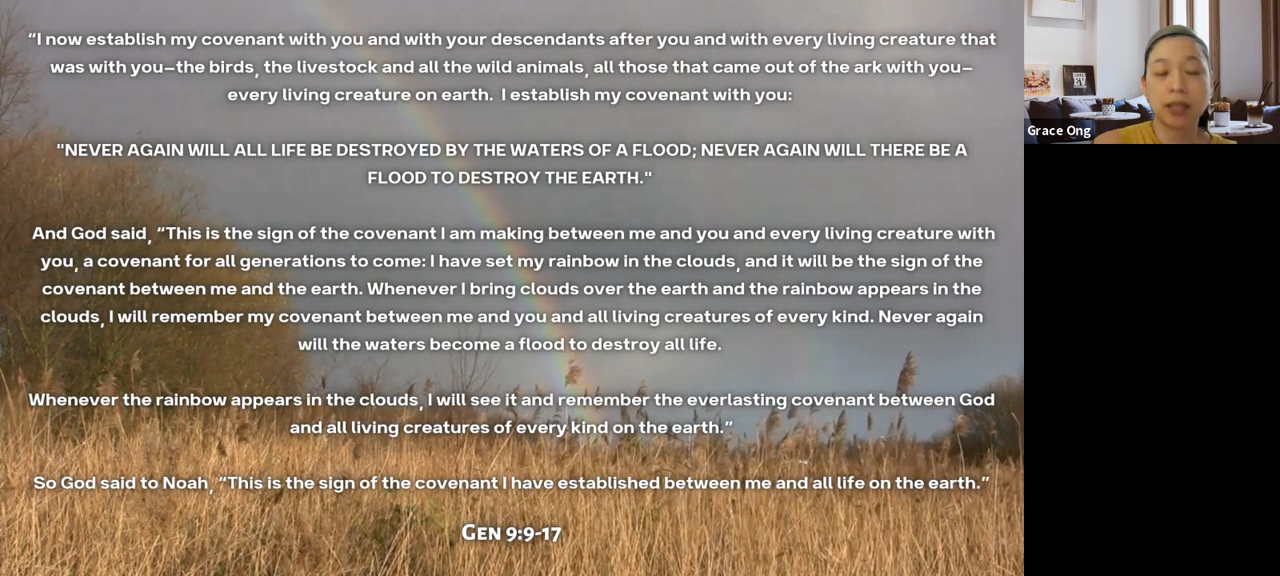 “I now establish my covenant with you and with your descendants after you and with every living creature that
was with you–the birds, the livestock and all the wild animals, all those that came out of the ark with you–
every living creature on earth.  I establish my covenant with you:
"NEVER AGAIN WILL ALL LIFE BE DESTROYED BY THE WATERS OF A FLOOD; NEVER AGAIN WILL THERE BE A
FLOOD TO DESTROY THE EARTH."
And God said, “This is the sign of the covenant I am making between me and you and every living creature with
you, a covenant for all generations to come: I have set my rainbow in the clouds, and it will be the sign of the
covenant between me and the earth. Whenever I bring clouds over the earth and the rainbow appears in the
clouds, I will remember my covenant between me and you and all living creatures of every kind. Never again
will the waters become a flood to destroy all life.
Whenever the rainbow appears in the clouds, I will see it and remember the everlasting covenant between God
and all living creatures of every kind on the earth.”
So God said to Noah, “This is the sign of the covenant I have established between me and all life on the earth.”
GEN 9:9-17
Grace Ong